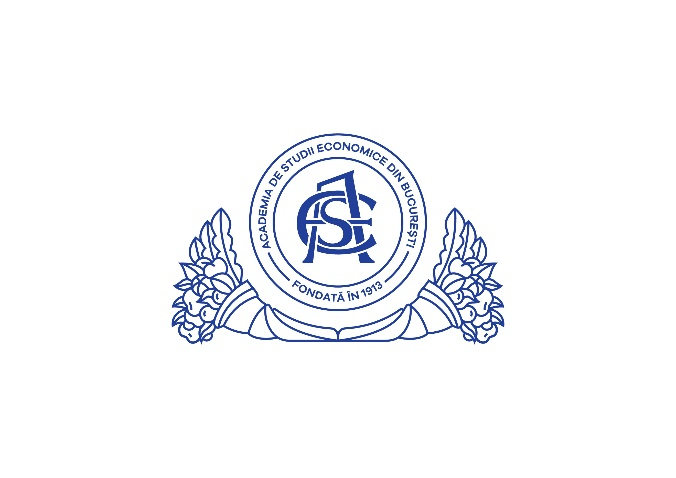 ACADEMIA DE STUDII ECONOMICE DIN BUCUREȘTI
ASE
FONDATĂ ÎN 1913